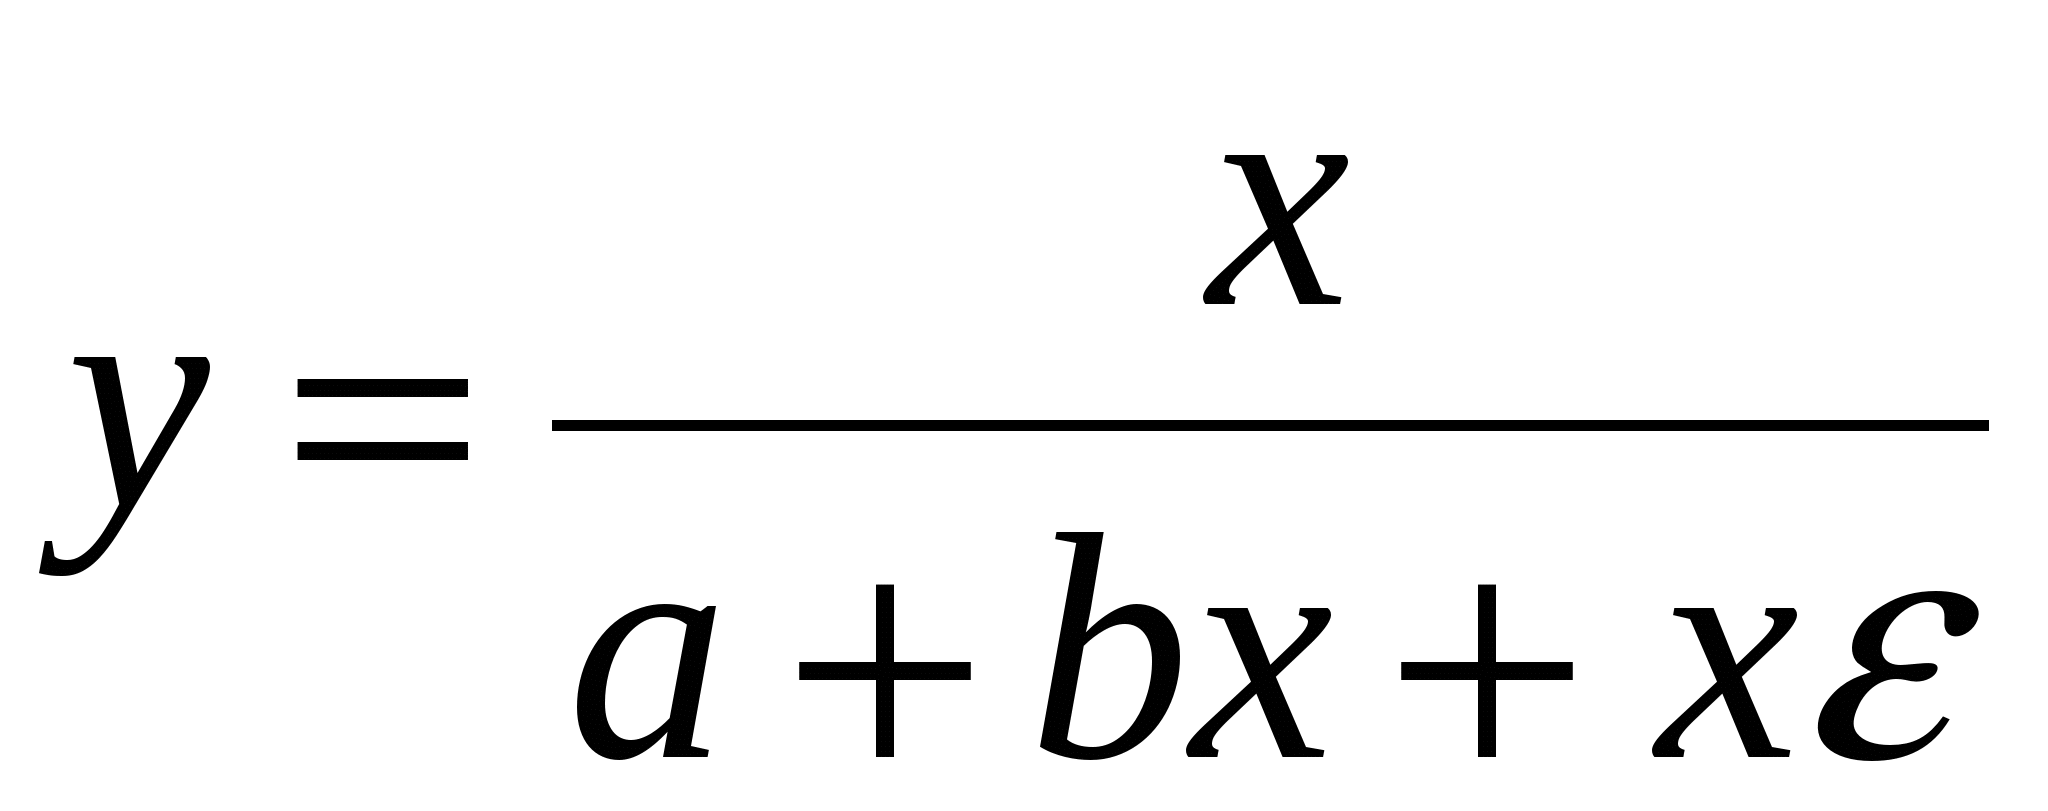 y = x / (a + bx + xε)